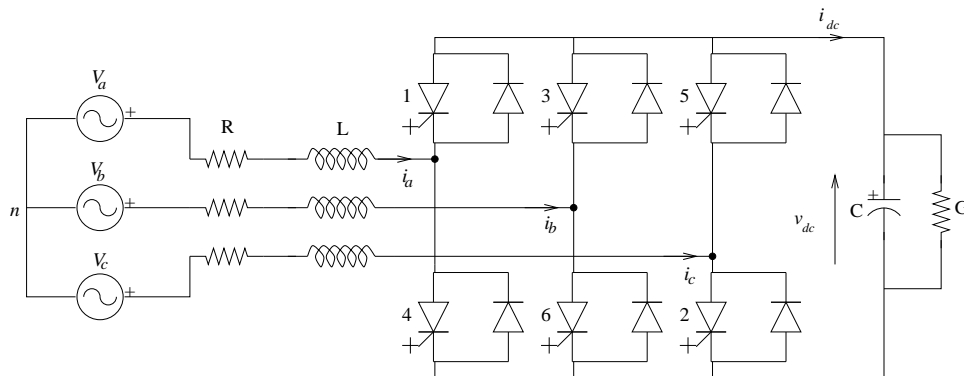 i_dc
V_a
+
1
3
5
R
L
+
+
+
i_a
V_b
+
n
i_b
v_dc
+
C
G
V_c
+
i_c
4
6
2
+
+
+